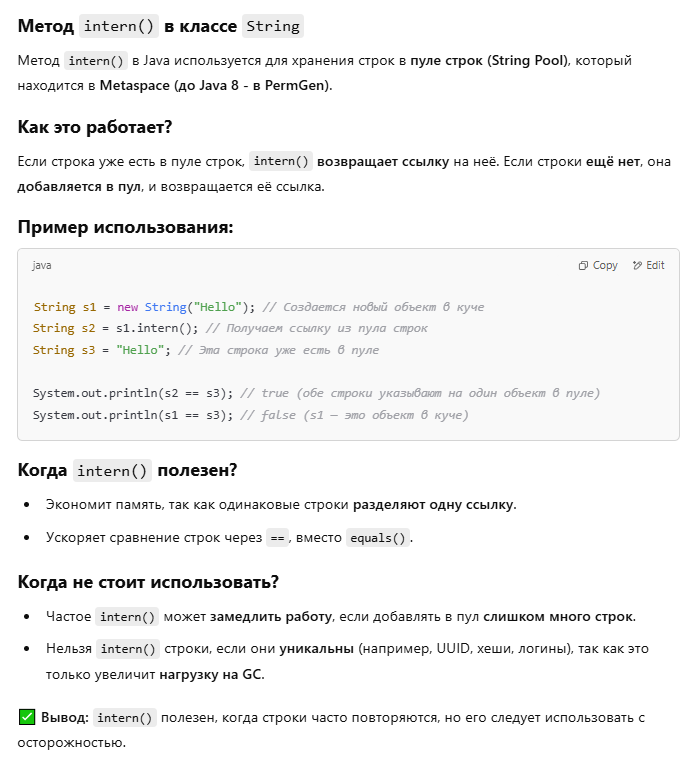 Метод intern() в классе String
Метод intern() в Java используется для хранения строк в пуле строк (String Pool), который
находится в Metaspace (до Java 8 - в PermGen).
Как это работает?
Если строка уже есть в пуле строк, intern() возвращает ссылку на неё. Если строки ещё нет, она
добавляется в пул, и возвращается её ссылка.
Пример использования:
java
Copy
Edit
String s1 = new String("Hello"); // Создается новый объект в куче
String s2 = s1.intern(); // Получаем ссылку из пула строк
String s3 = "Hello"; // Эта строка уже есть в пуле
System.out.println(s2 == s3); // true (обе строки указывают на один объект в пуле)
System.out.println(s1 == s3); // false (s1 — это объект в куче)
Когда intern() полезен?
• Экономит память, так как одинаковые строки разделяют одну ссылку.
• Ускоряет сравнение строк через ==, вместо equals().
Когда не стоит использовать?
• Частое intern() может замедлить работу, если добавлять в пул слишком много строк.
• Нельзя intern() строки, если они уникальны (например, UUID, хеши, логины), так как это
только увеличит нагрузку на GC.
✅ Вывод: intern() полезен, когда строки часто повторяются, но его следует использовать с
осторожностью.